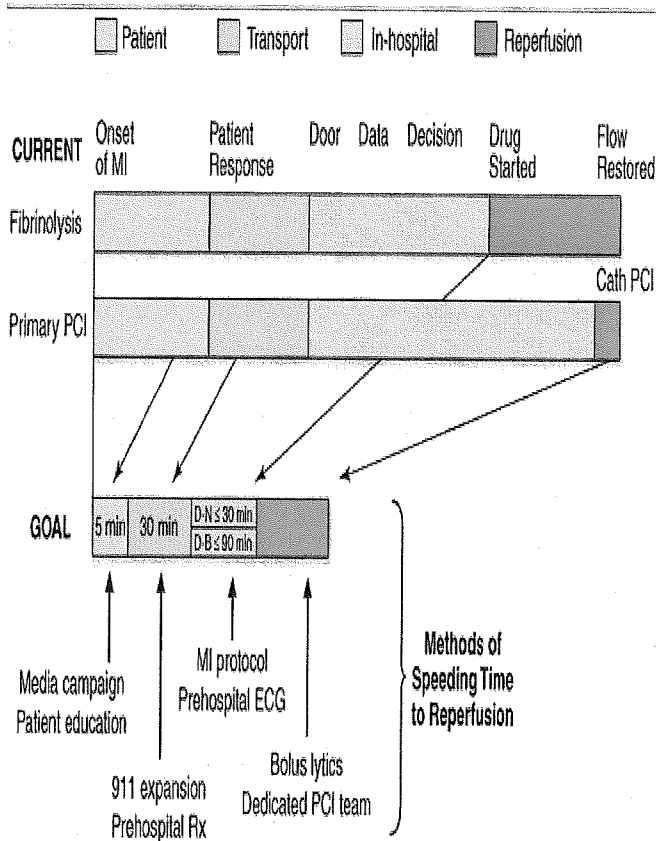 Patient Transport In-hospital Reperfusion
CURRENT
Onset
of MI
Patient
Response
Door Data Decision
Drug
Started
Flow
Restored
Fibrinolysis
Cath PCI
Primary PCI
GOAL
5 min
30 min
D-N ≤ 30 min
D-B ≤ 90 min
Media campaign
Patient education
911 expansion
Prehospital Rx
MI protocol
Prehospital ECG
Bolus lytics
Dedicated PCI team
Methods of
Speeding Time
to Reperfusion